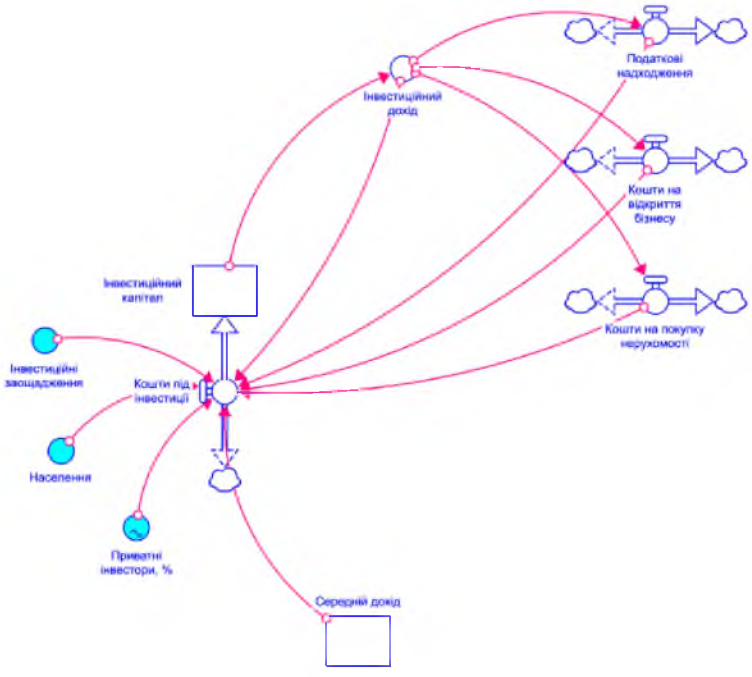 Податкові
надходження
Інвестиційний
дохід
Кошти на
відкриття
бізнесу
Інвестиційний
капітал
Кошти на покупку
нерухомості
Інвестиційні
заощадження
Кошти під
інвестиції
Населення
Приватні
інвестори, %
Середній дохід